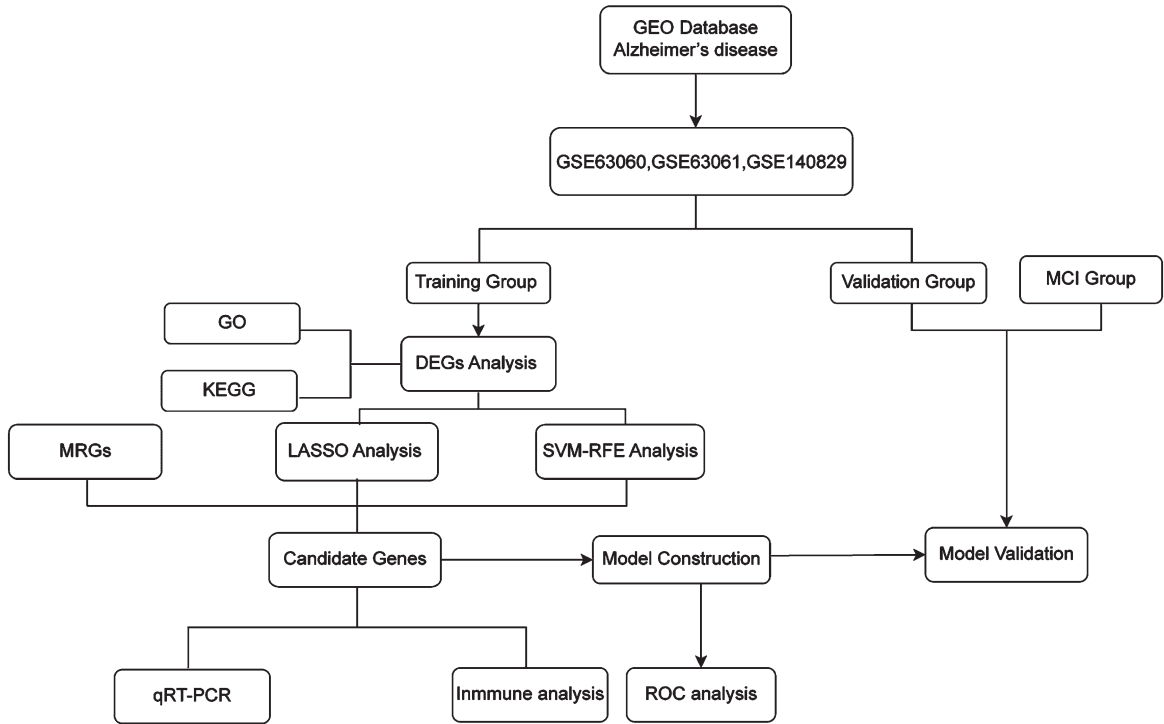 GEO Database
Alzheimer's disease
GSE63060,GSE63061,GSE140829
Training Group
Validation Group
MCI Group
GO
DEGs Analysis
KEGG
MRGs
LASSO Analysis
SVM-RFE Analysis
Candidate Genes
Model Construction
Model Validation
qRT-PCR
Inmmune analysis
ROC analysis